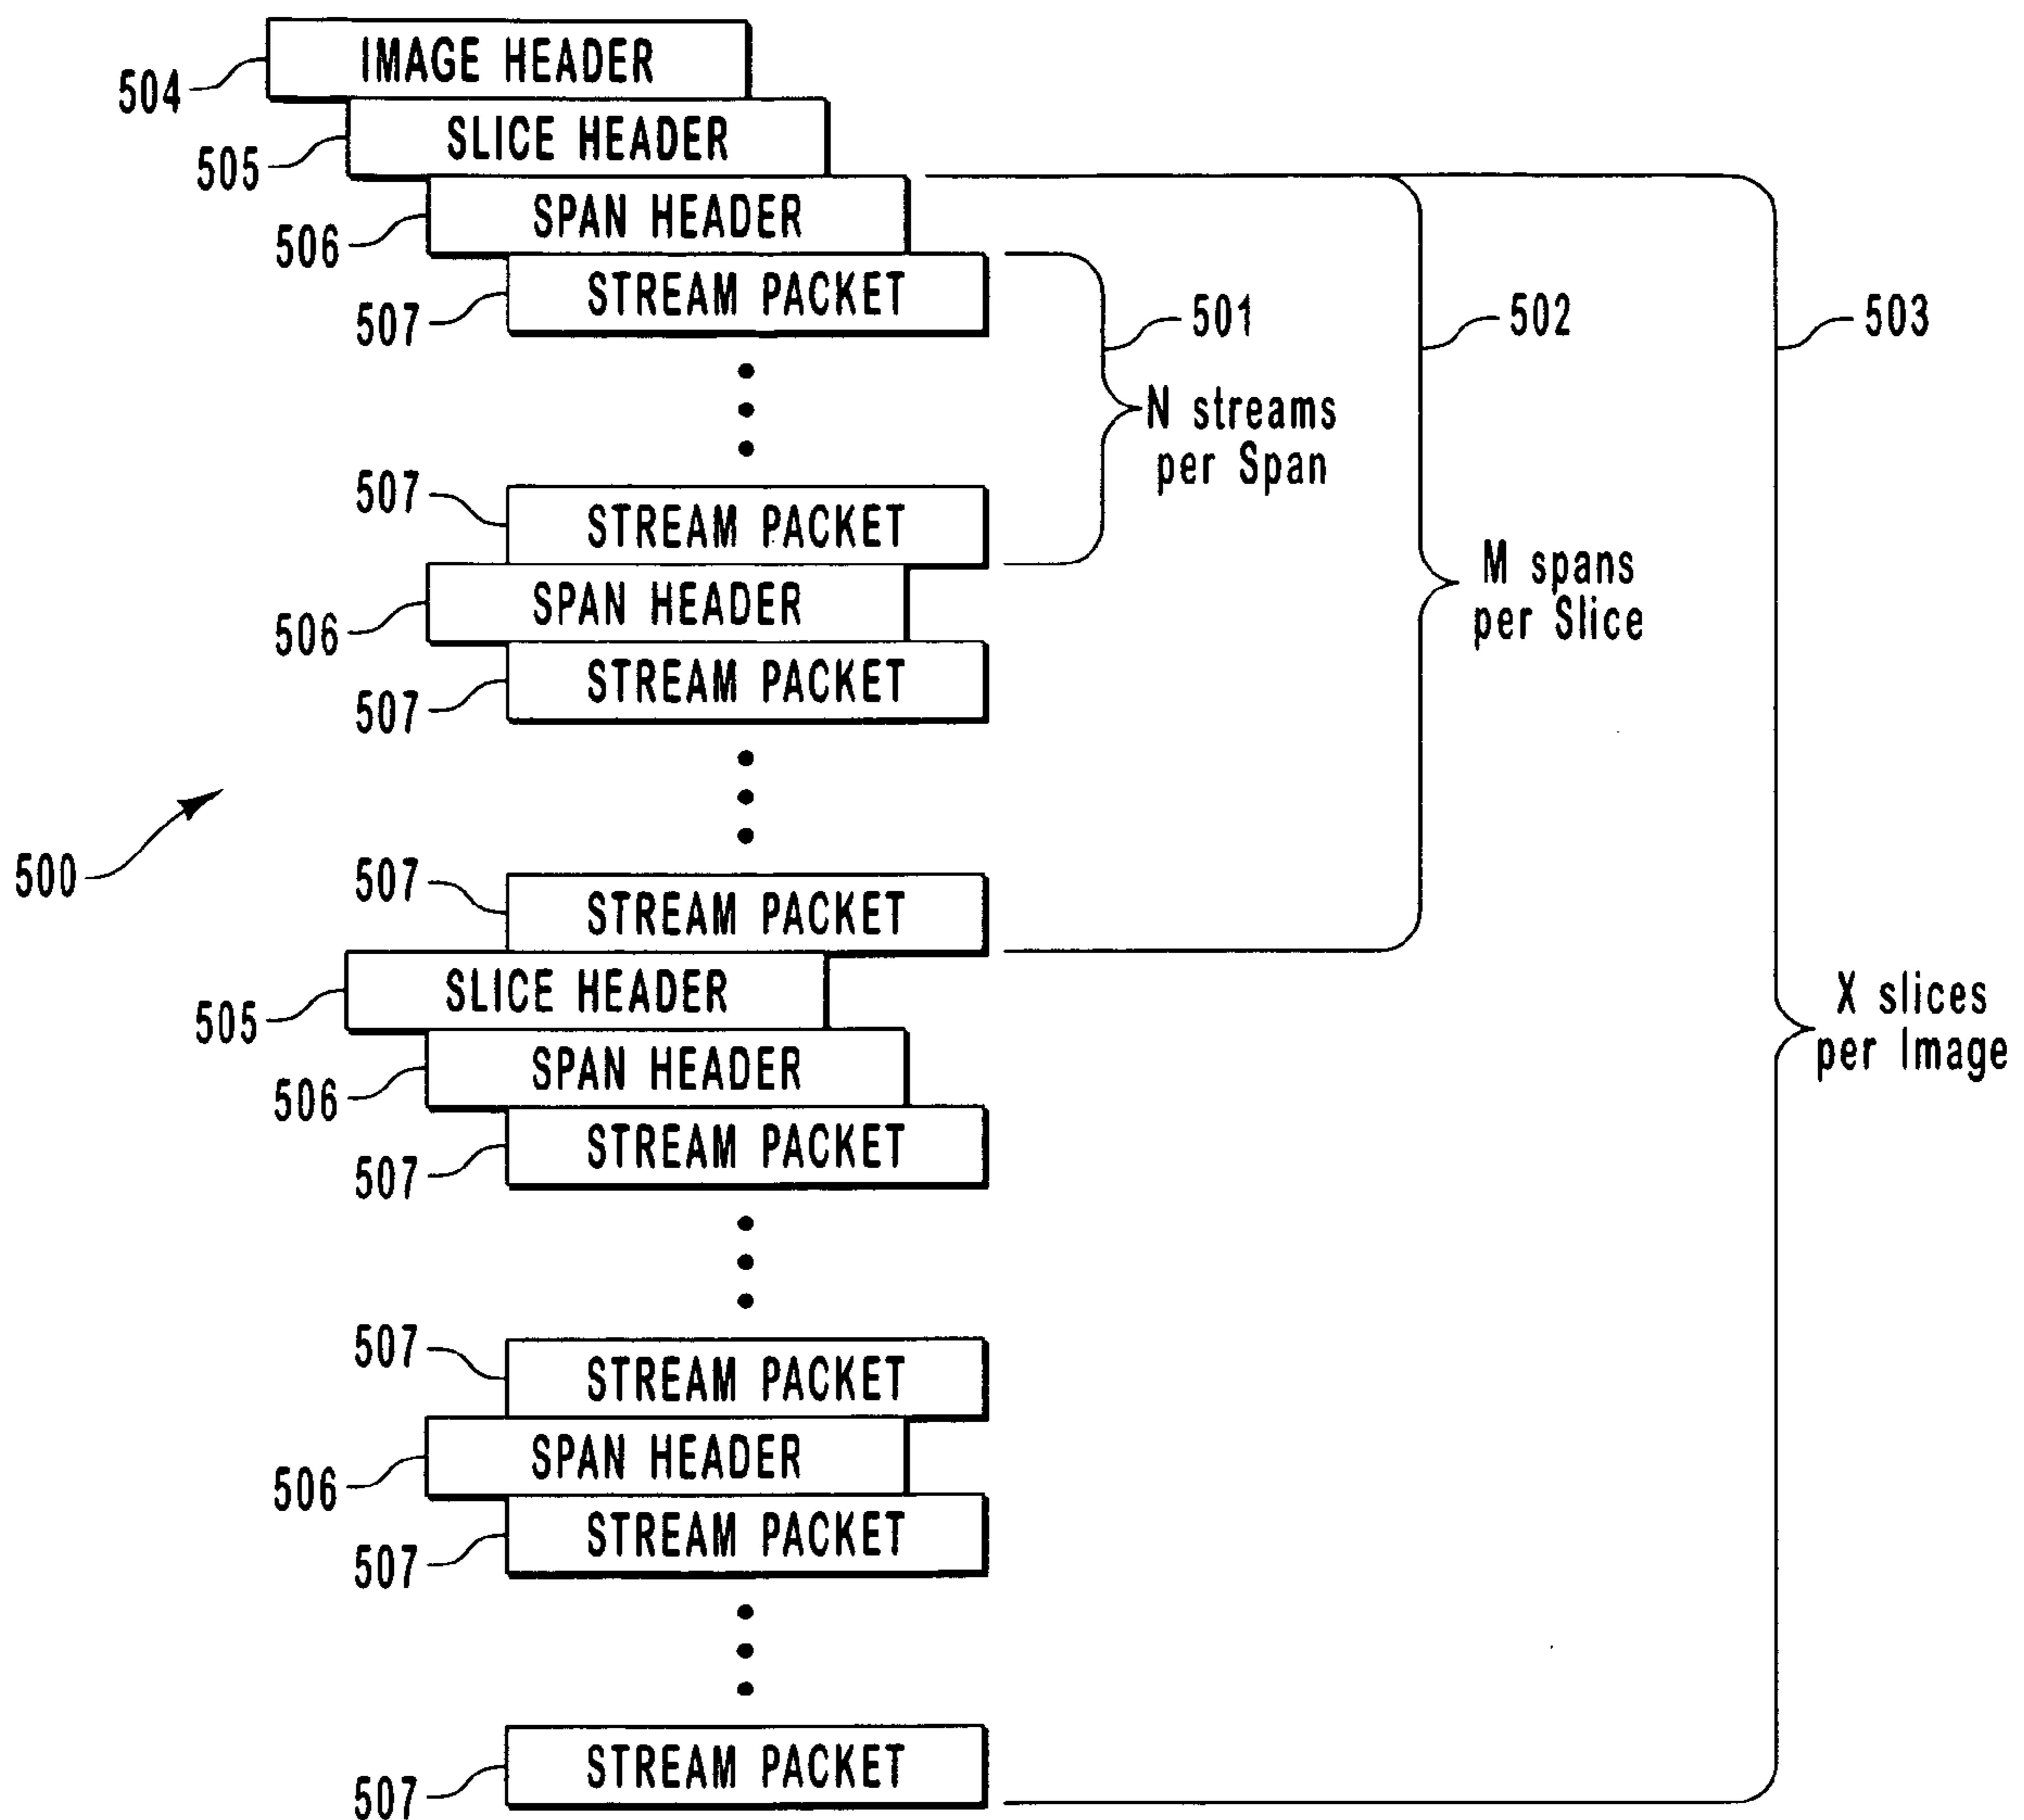 IMAGE HEADER
504
SLICE HEADER
505
SPAN HEADER
506
STREAM PACKET
507
501
502
503
N streams
per Span
507
STREAM PACKET
SPAN HEADER
M spans
per Slice
506
STREAM PACKET
507
500
507
STREAM PACKET
SLICE HEADER
505
X slices
per Image
SPAN HEADER
506
STREAM PACKET
507
507
STREAM PACKET
SPAN HEADER
506
STREAM PACKET
507
STREAM PACKET
507